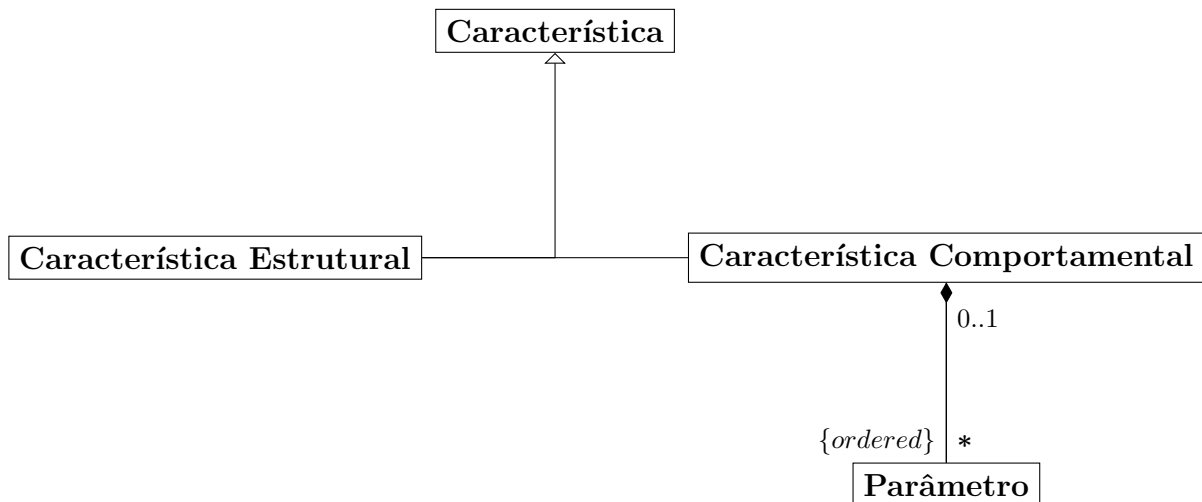 Característica
Característica Estrutural
Característica Comportamental
0..1
{ordered} *
Parâmetro